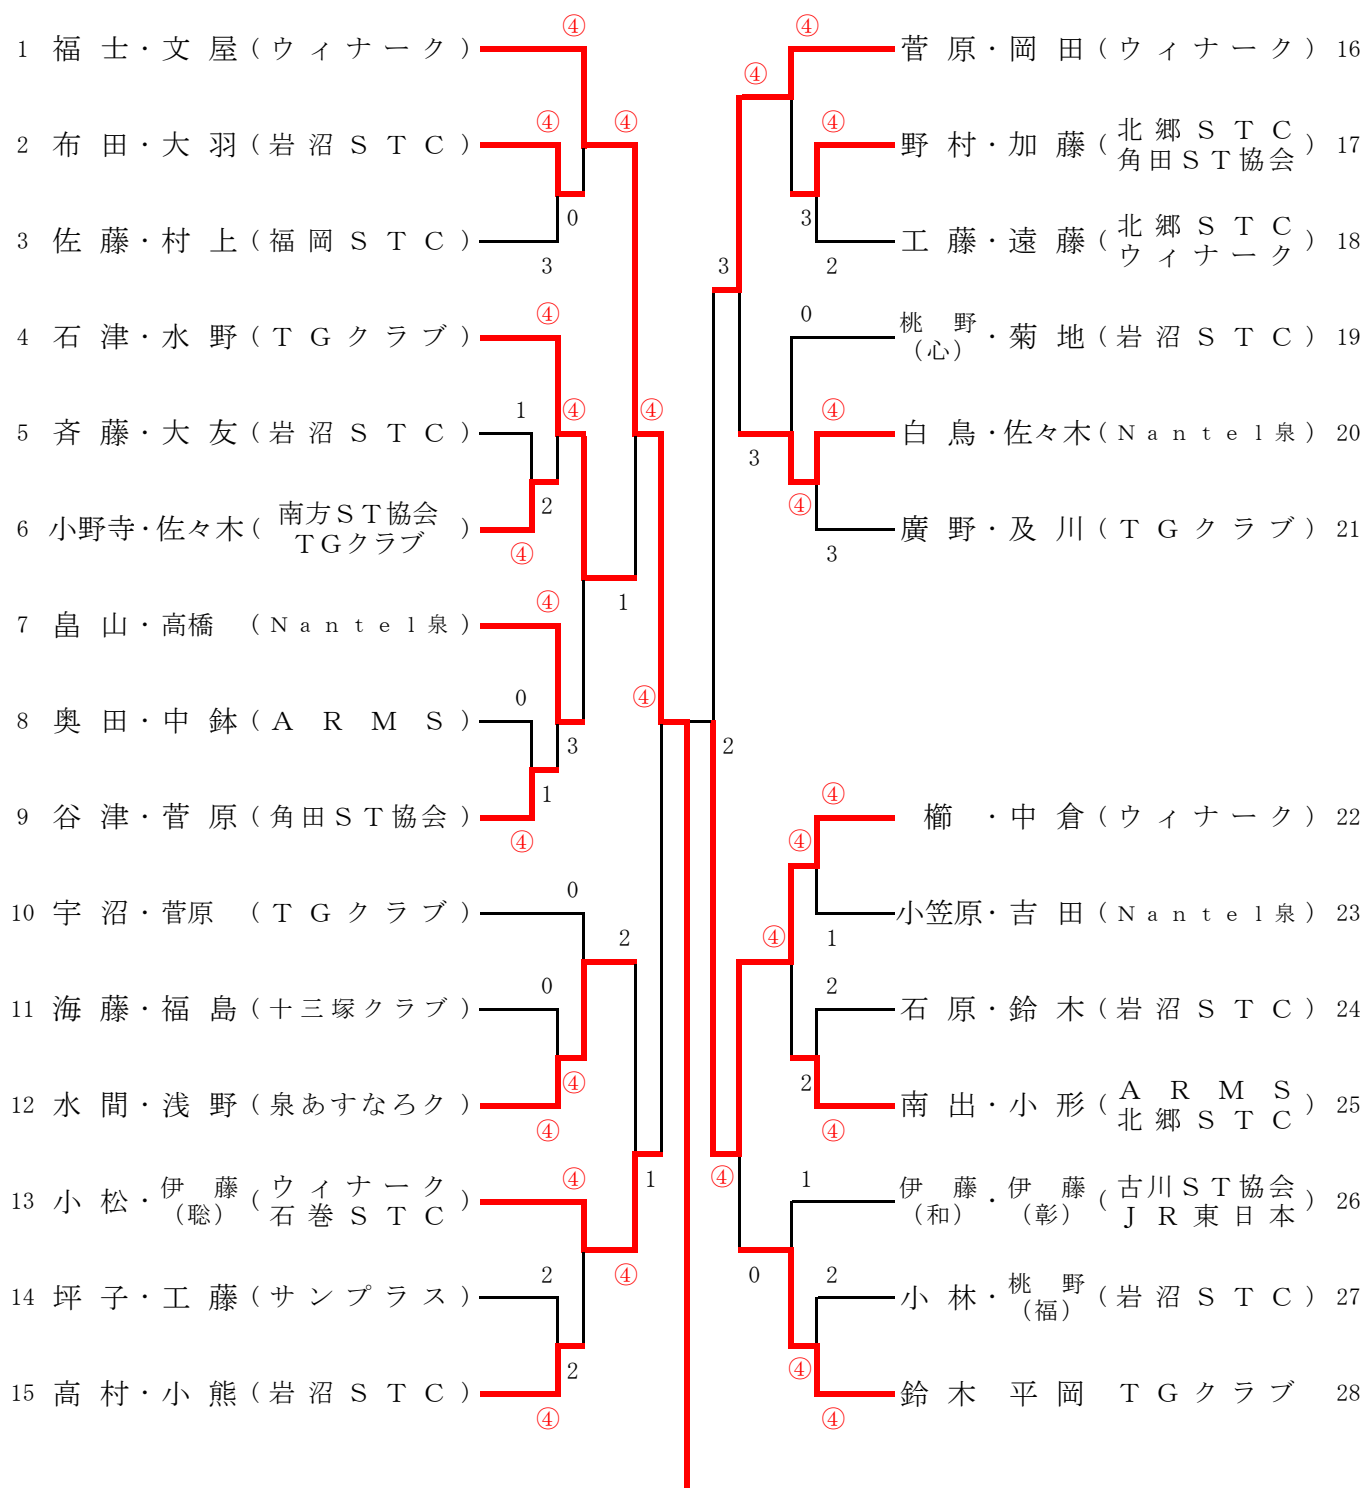 1 福士・文屋(ウィナーク)
2 布田・大羽(岩沼STC)
3 佐藤・村上(福岡STC)
4 石津・水野(TGクラブ)
5 斉藤・大友(岩沼STC)
6 小野寺・佐々木(南方ST協会
TGクラブ)
7 畠山・高橋(Nantel泉)
8 奥田・中鉢(ARMS)
9 谷津・菅原(角田ST協会)
10 宇沼・菅原(TGクラブ)
11 海藤・福島(十三塚クラブ)
12 水間・浅野(泉あすなろク)
13 小松・伊藤(聡)(ウィナーク
石巻STC)
14 坪子・工藤(サンプラス)
15 高村・小熊(岩沼STC)
④
④
0
3
④
④
1
④
2
④
④
1
④
0
3
1
④
④
④
0
2
0
④
④
④
④
1
2
2
④
菅原・岡田(ウィナーク) 16
野村・加藤(北郷STC
角田ST協会) 17
工藤・遠藤(北郷STC
ウィナーク) 18
桃野(心)・菊地(岩沼STC) 19
白鳥・佐々木(Nantel泉) 20
廣野・及川(TGクラブ) 21
櫛・中倉(ウィナーク) 22
小笠原・吉田(Nantel泉) 23
石原・鈴木(岩沼STC) 24
南出・小形(ARMS
北郷STC) 25
伊藤(和)・伊藤(彰)(古川ST協会
JR東日本) 26
小林・桃野(福)(岩沼STC) 27
鈴木 平岡 TGクラブ 28
④
④
④
3
2
3
0
④
3
④
3
2
④
④
1
④
2
2
④
④
1
0
2
④
④